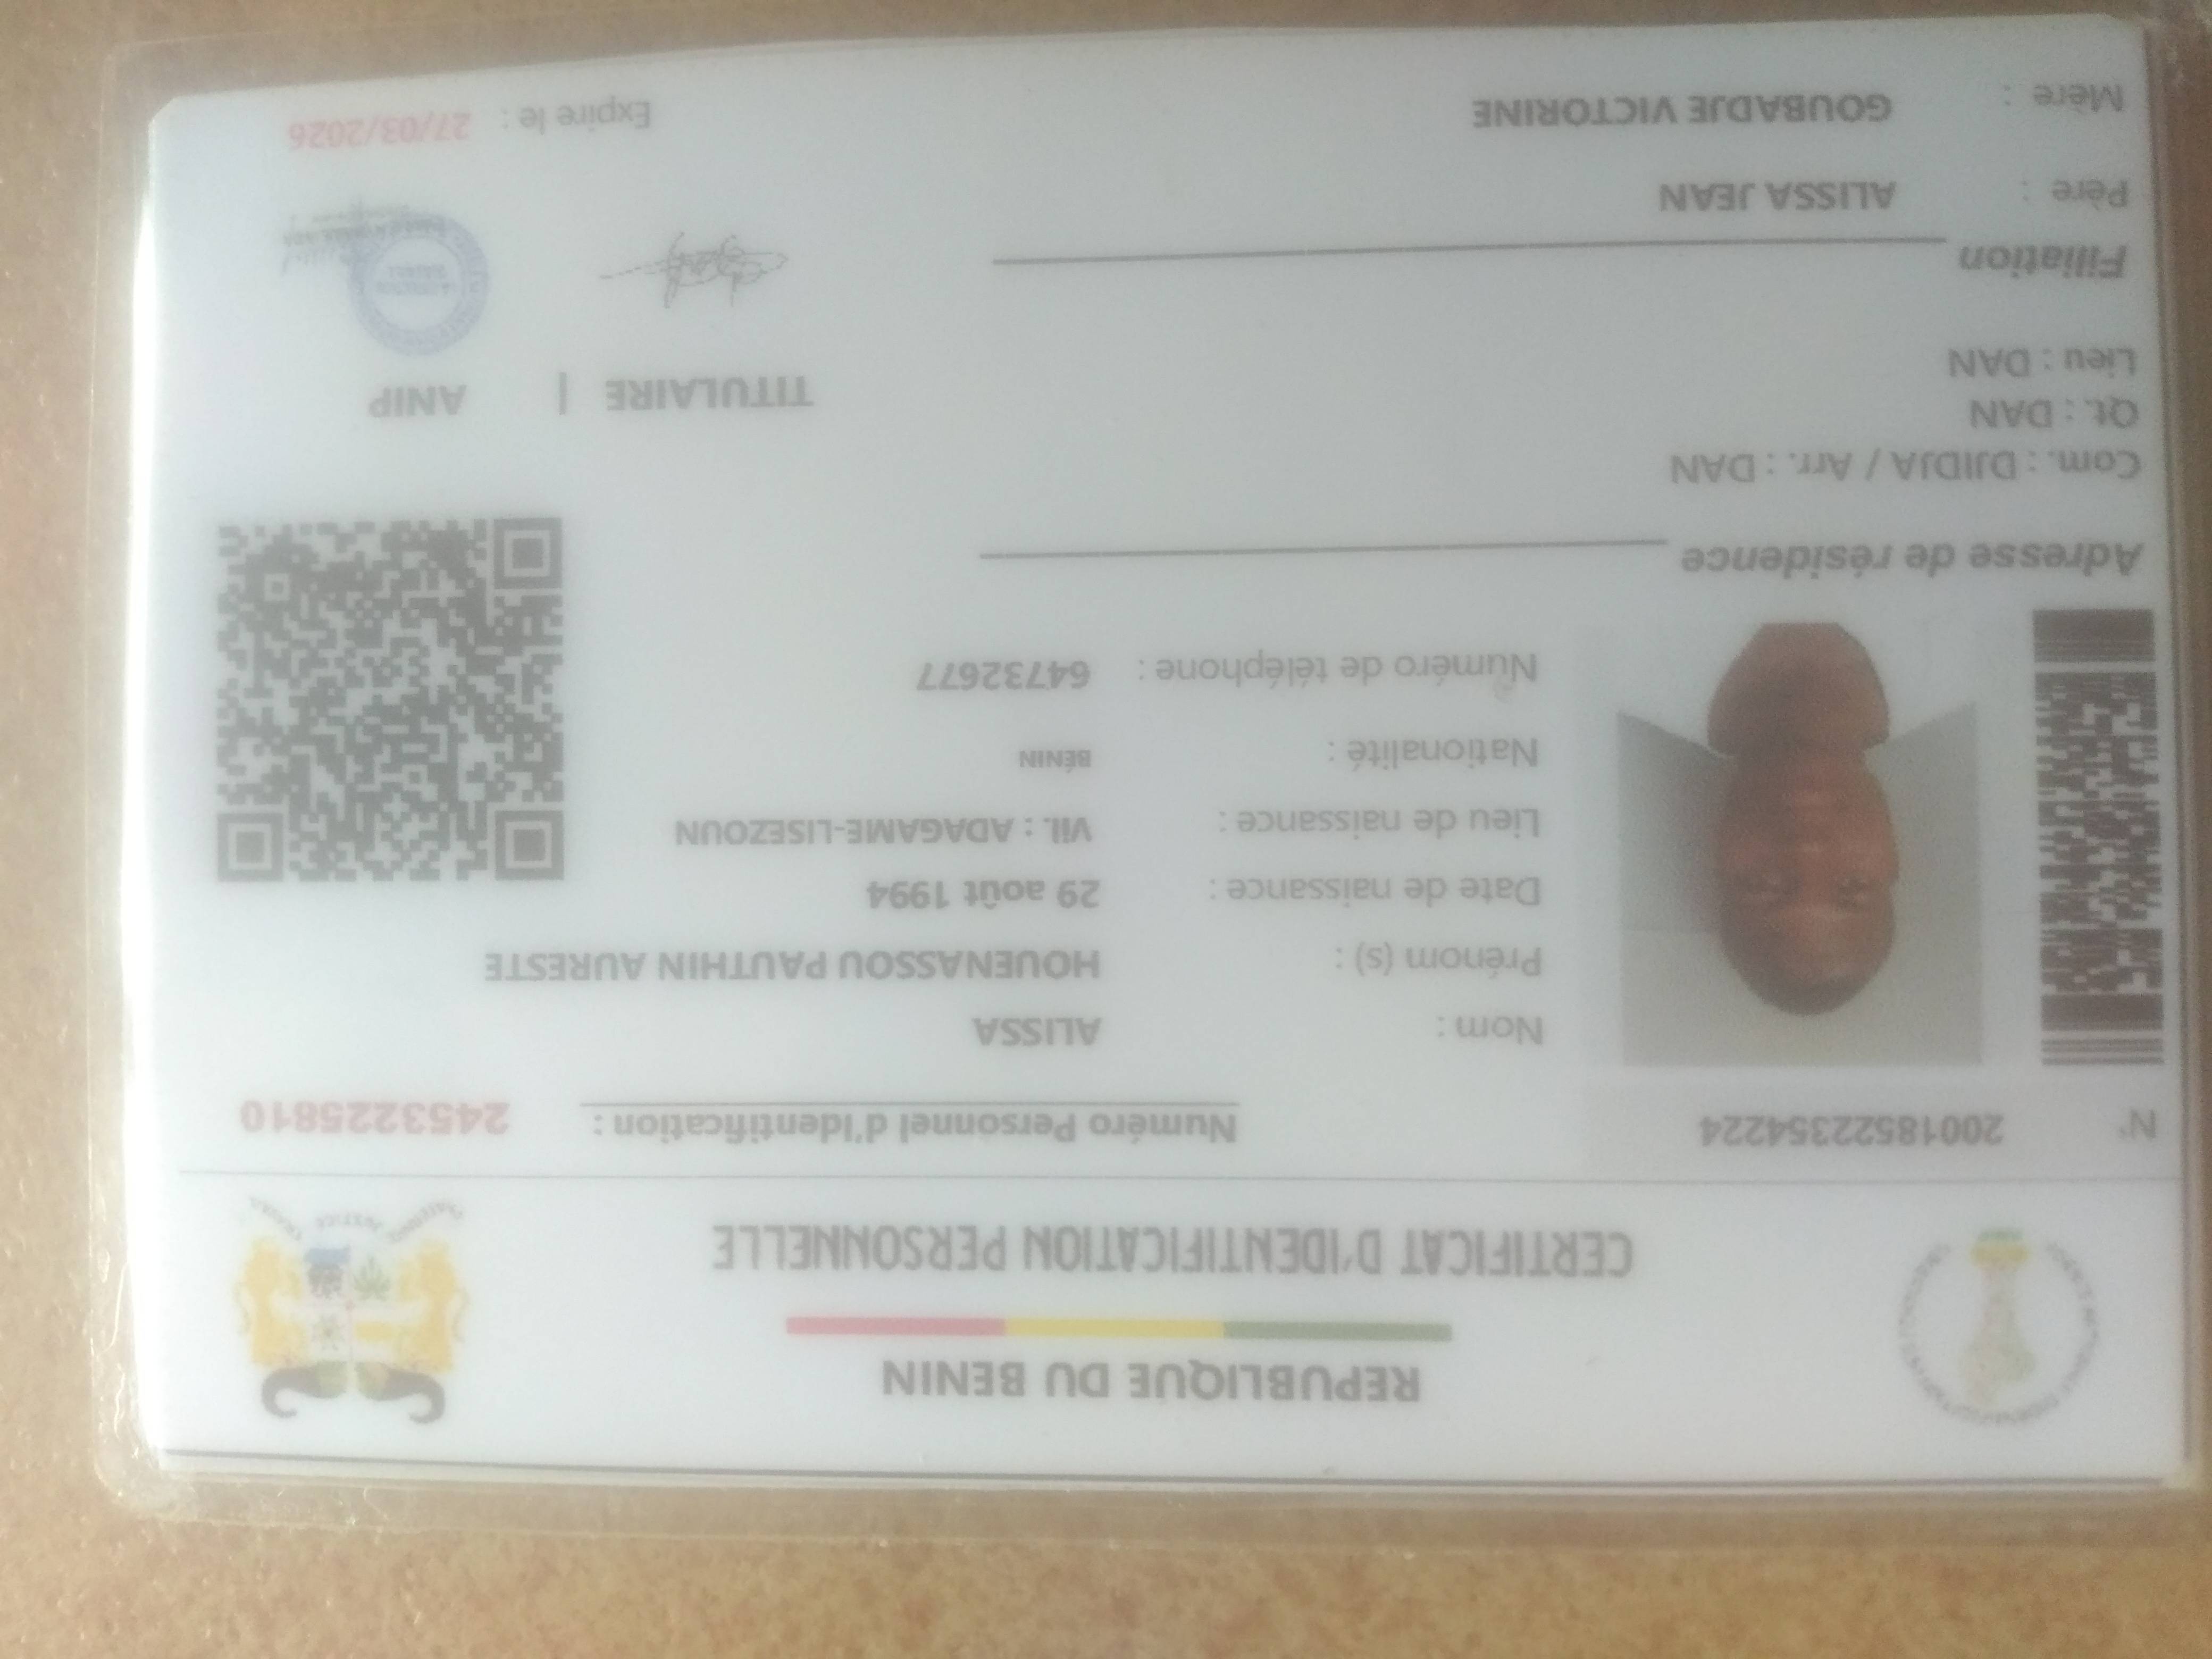 REPUBLIQUE DU BENIN
CERTIFICAT D'IDENTIFICATION PERSONNELLE
N° 20018522354224
Numéro Personnel d'Identification : 2453225810
Nom : ALISSA
Prénom (s) : HOUENASSOU PAUTHIN AURESTE
Date de naissance : 29 août 1994
Lieu de naissance : Vil. : ADAGAME-LISEZOUN
Nationalité : BÉNIN
Numéro de téléphone : 64732677
Adresse de résidence
Com. : DJIDJA / Arr. : DAN
Qt. : DAN
Lieu : DAN
TITULAIRE | ANIP
Filiation
Père : ALISSA JEAN
Mère : GOUBADJE VICTORINE
Expire le : 27/03/2026